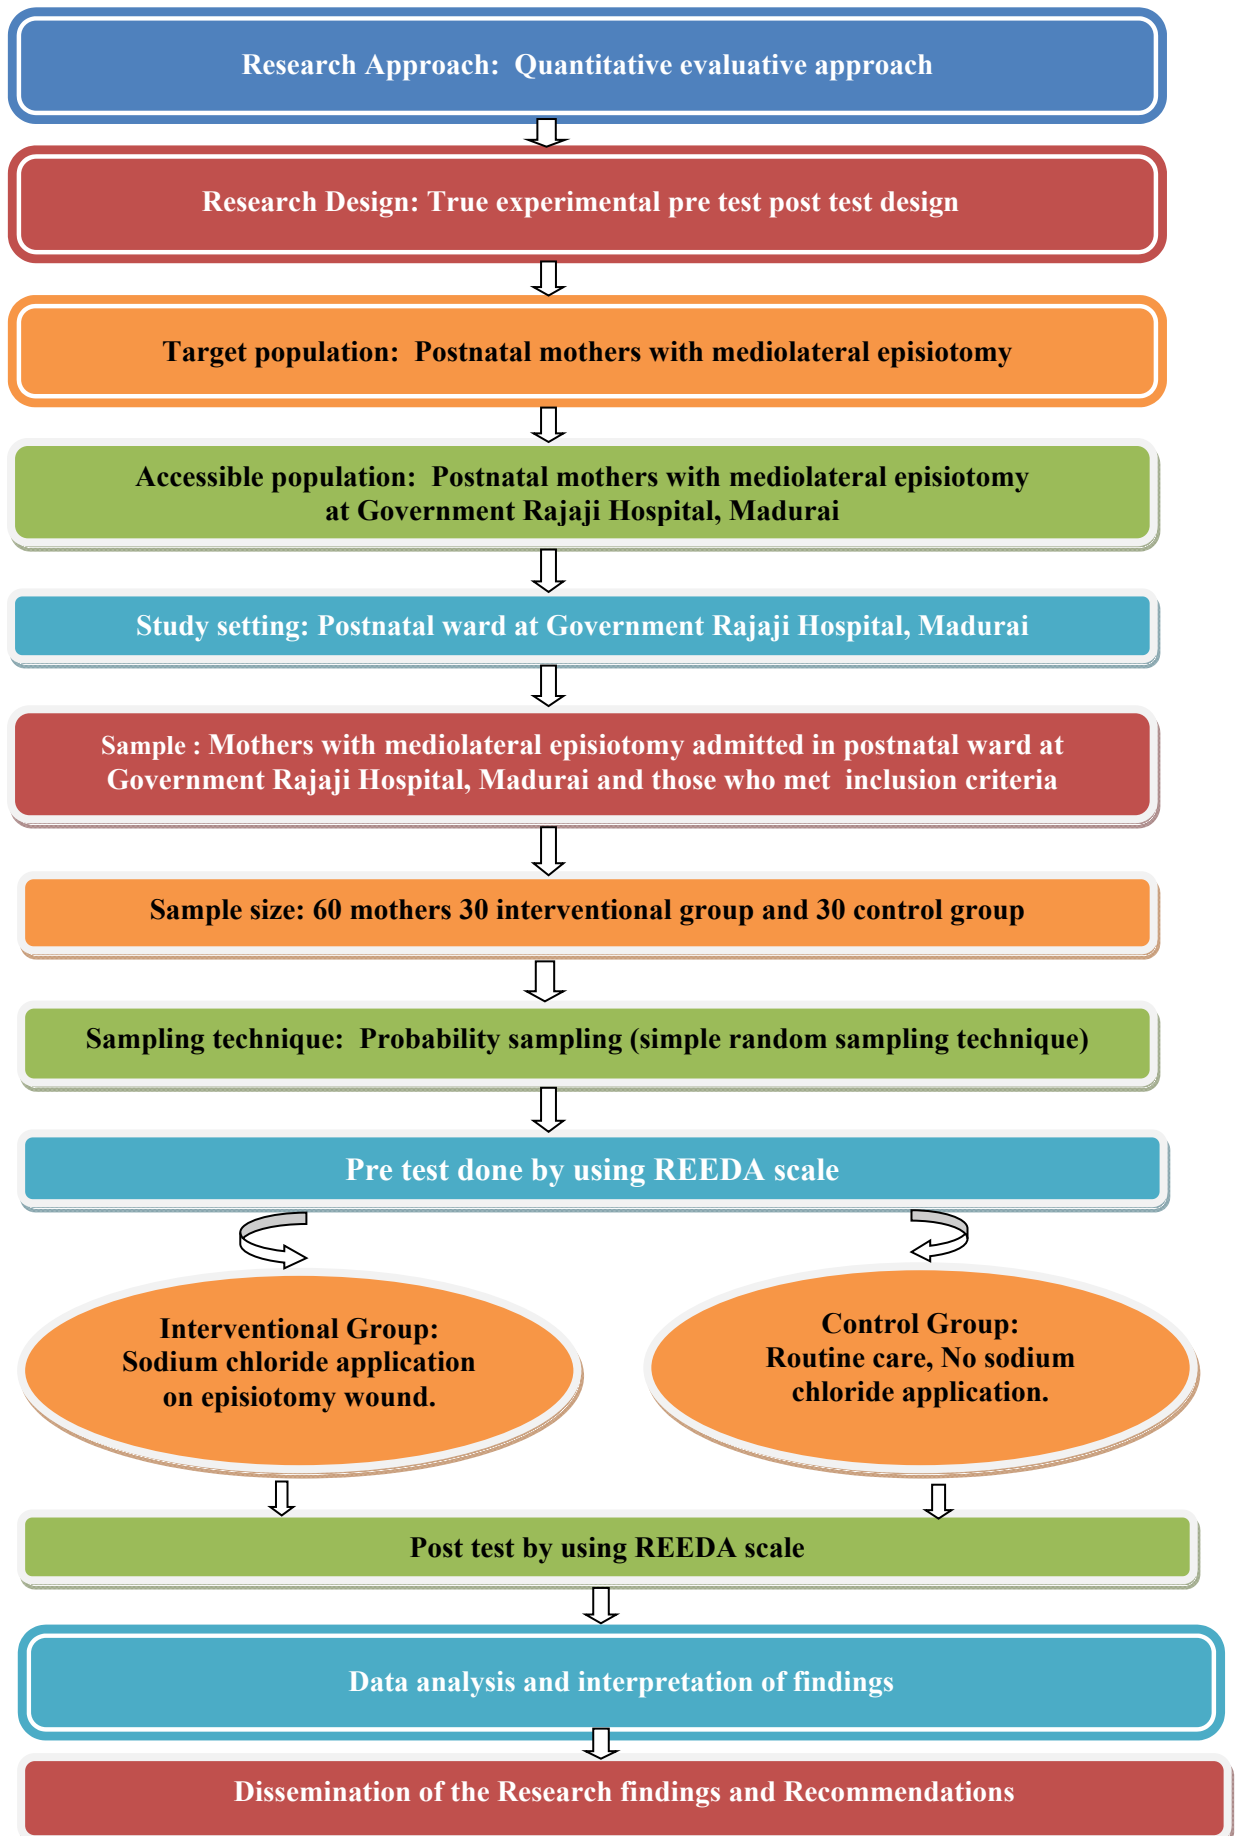 Research Approach: Quantitative evaluative approach
Research Design: True experimental pre test post test design
Target population: Postnatal mothers with mediolateral episiotomy
Accessible population: Postnatal mothers with mediolateral episiotomy
at Government Rajaji Hospital, Madurai
Study setting: Postnatal ward at Government Rajaji Hospital, Madurai
Sample : Mothers with mediolateral episiotomy admitted in postnatal ward at
Government Rajaji Hospital, Madurai and those who met inclusion criteria
Sample size: 60 mothers 30 interventional group and 30 control group
Sampling technique: Probability sampling (simple random sampling technique)
Pre test done by using REEDA scale
Interventional Group:
Sodium chloride application
on episiotomy wound.
Control Group:
Routine care, No sodium
chloride application.
Post test by using REEDA scale
Data analysis and interpretation of findings
Dissemination of the Research findings and Recommendations